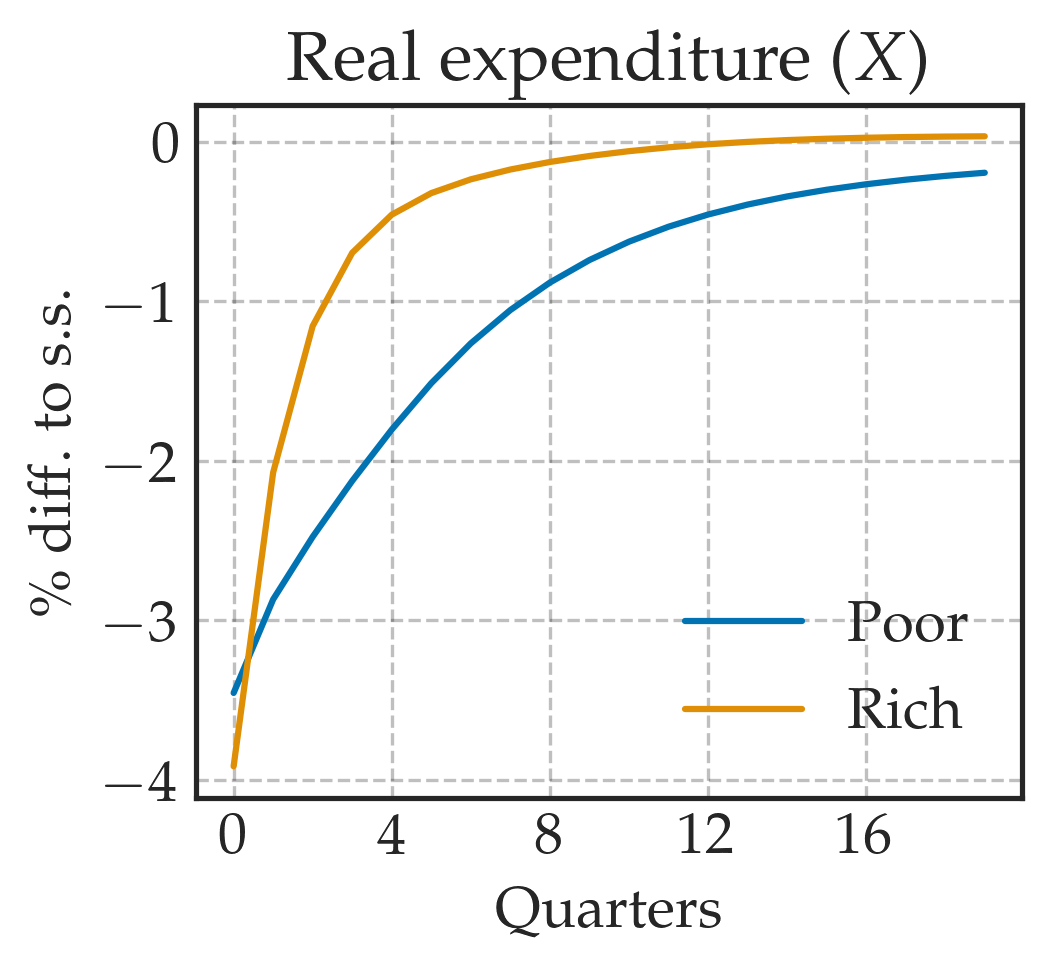 Real expenditure (X)
% diff. to s.s.
0
−1
−2
−3
−4
Poor
Rich
0 4 8 12 16
Quarters